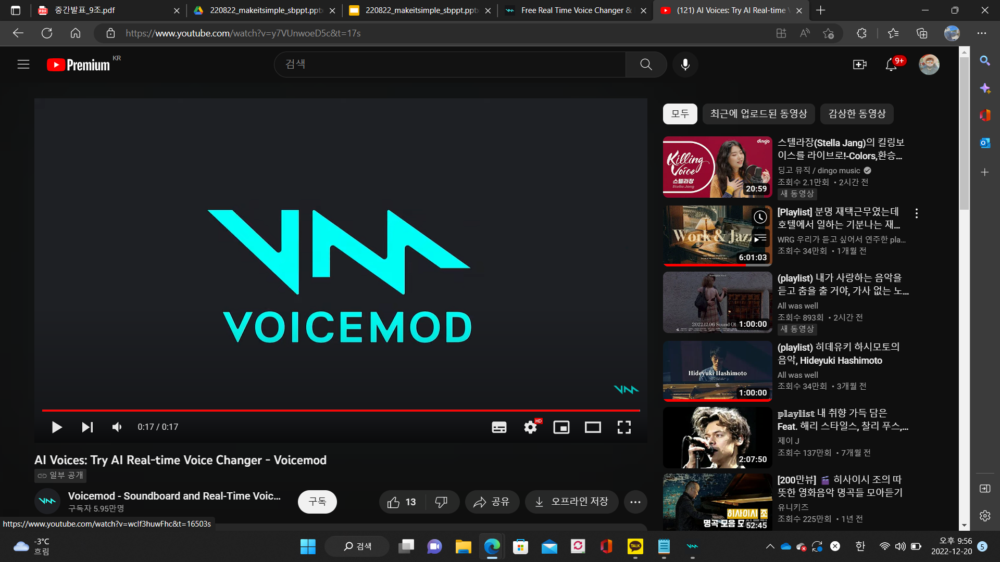 중간발표_9조.pdf
220822_makeitsimple_sbppt.ppt
220822_makeitsimple_sbppt.pptx
Free Real Time Voice Changer &
(121) AI Voices: Try AI Real-time
https://www.youtube.com/watch?v=y7VUnwoeD5c&t=17s
Premium KR
검색
9+
모두
최근에 업로드된 동영상
감상한 동영상
VOICEMOD
0:17 / 0:17
HD
AI Voices: Try AI Real-time Voice Changer - Voicemod
일부 공개
Voicemod - Soundboard and Real-Time Voic...
구독자 5.95만명
구독
13
공유
오프라인 저장
https://www.youtube.com/watch?v=wclf3huwFhc&t=16503s
dingo
Killing
Voice
스텔라장
Stella Jang
20:59
스텔라장(Stella Jang)의 킬링보
이스를 라이브로!-Colors,환승...
딩고 뮤직 / dingo music
조회수 2.1만회 • 2시간 전
새 동영상
Work & Jazz
6:01:03
[Playlist] 분명 재택근무였는데
호텔에서 일하는 기분나는 재...
WRG 우리가 듣고 싶어서 연주한 pla...
조회수 34만회 • 1개월 전
Norwegian Wood
2022.12.06 Sound Of
1:00:00
(playlist) 내가 사랑하는 음악을
듣고 춤을 출 거야, 가사 없는 노...
All was well
조회수 893회 • 2시간 전
새 동영상
Hideyuki Hashimoto
1:00:00
(playlist) 히데유키 하시모토의
음악, Hideyuki Hashimoto
All was well
조회수 34만회 • 3개월 전
2:07:50
𝕡𝕝𝕒𝕪𝕝𝕚𝕤𝕥 내 취향 가득 담은
Feat. 해리 스타일스, 찰리 푸스,...
제이 J
조회수 137만회 • 7개월 전
히사이시 조
명곡 모음
52:45
[200만뷰] 🎬 히사이시 조의 따
뜻한 영화음악 명곡들 모아듣기
유니키즈
조회수 225만회 • 1년 전
-3°C
흐림
검색
TALK
한
오후 9:56
2022-12-20
5